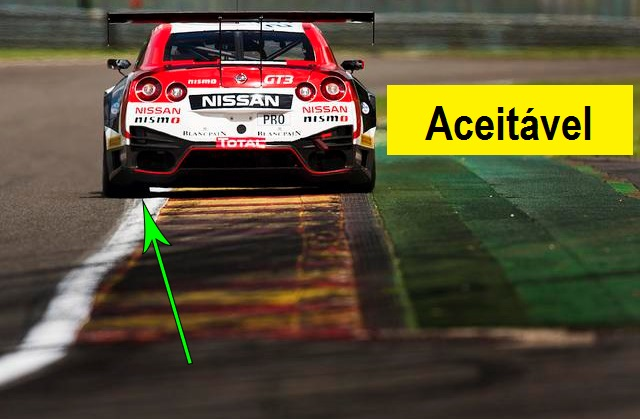 nismo GT3
NISSAN
NISSAN
nismo
PRO
NISSAN
nismo
BLANCPAIN
BLANCPAIN
TOTAL
Aceitável